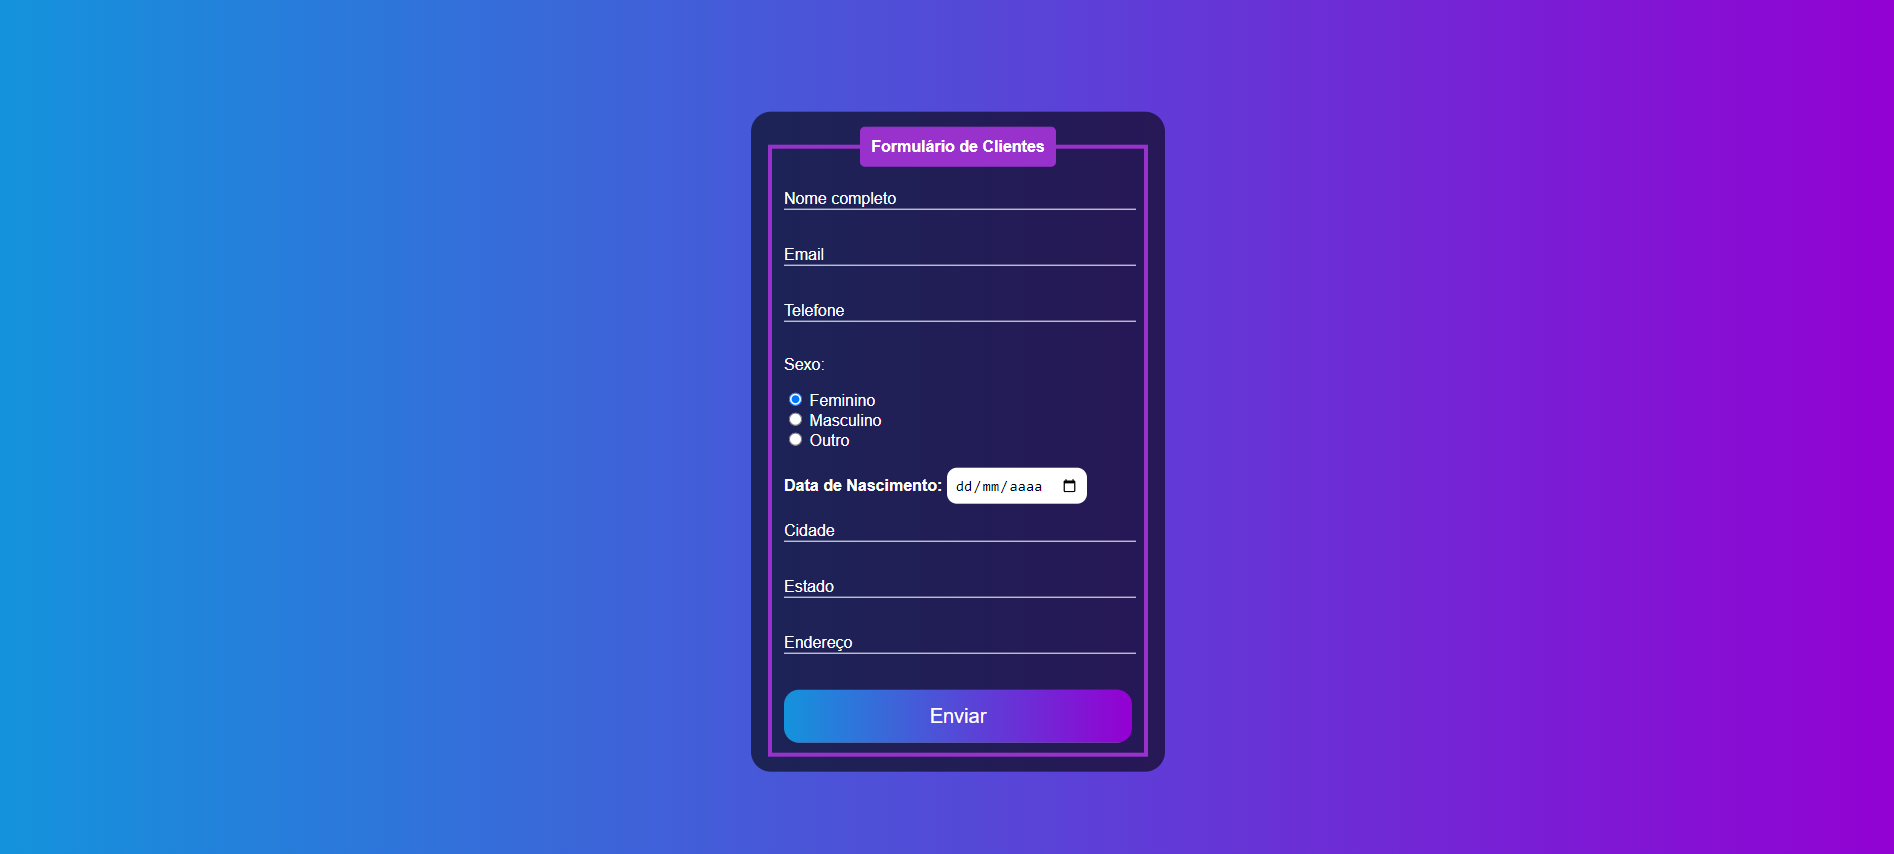 Formulário de Clientes
Nome completo
Email
Telefone
Sexo:
Feminino
Masculino
Outro
Data de Nascimento: dd/mm/aaaa
Cidade
Estado
Endereço
Enviar